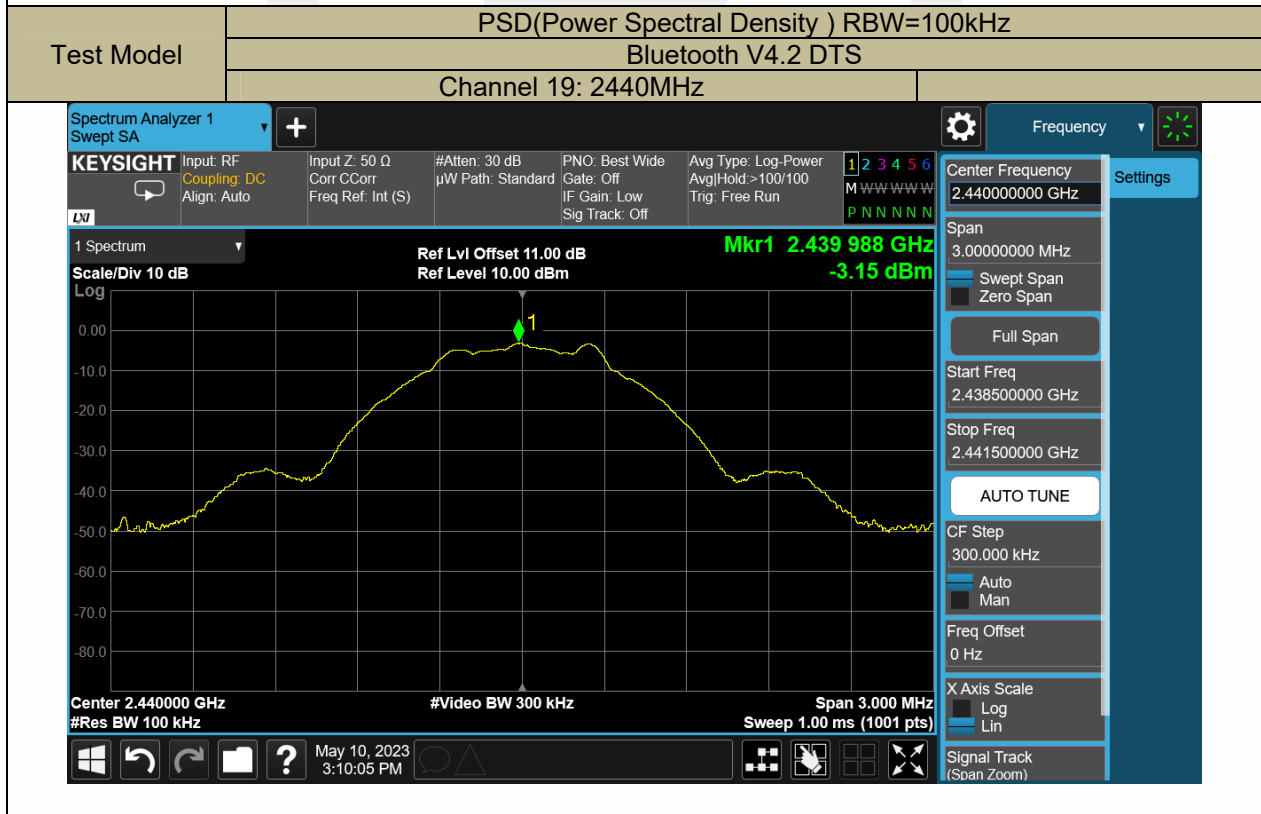 PSD(Power Spectral Density ) RBW=100kHz
Test Model
Bluetooth V4.2 DTS
Channel 19: 2440MHz
Spectrum Analyzer 1
Swept SA
Frequency
KEYSIGHT
LXI
Input: RF
Coupling: DC
Align: Auto
Input Z: 50 Ω
Corr CCorr
Freq Ref: Int (S)
#Atten: 30 dB
µW Path: Standard
PNO: Best Wide
Gate: Off
IF Gain: Low
Sig Track: Off
Avg Type: Log-Power
Avg|Hold:>100/100
Trig: Free Run
1 2 3 4 5 6
M W W W W W
P N N N N N
1 Spectrum
Scale/Div 10 dB
Log
Ref Lvl Offset 11.00 dB
Ref Level 10.00 dBm
Mkr1 2.439 988 GHz
-3.15 dBm
1
0.00
-10.0
-20.0
-30.0
-40.0
-50.0
-60.0
-70.0
-80.0
Center 2.440000 GHz
#Res BW 100 kHz
#Video BW 300 kHz
Span 3.000 MHz
Sweep 1.00 ms (1001 pts)
Center Frequency
2.440000000 GHz
Settings
Span
3.00000000 MHz
Swept Span
Zero Span
Full Span
Start Freq
2.438500000 GHz
Stop Freq
2.441500000 GHz
AUTO TUNE
CF Step
300.000 kHz
Auto
Man
Freq Offset
0 Hz
X Axis Scale
Log
Lin
Signal Track
(Span Zoom)
?
May 10, 2023
3:10:05 PM